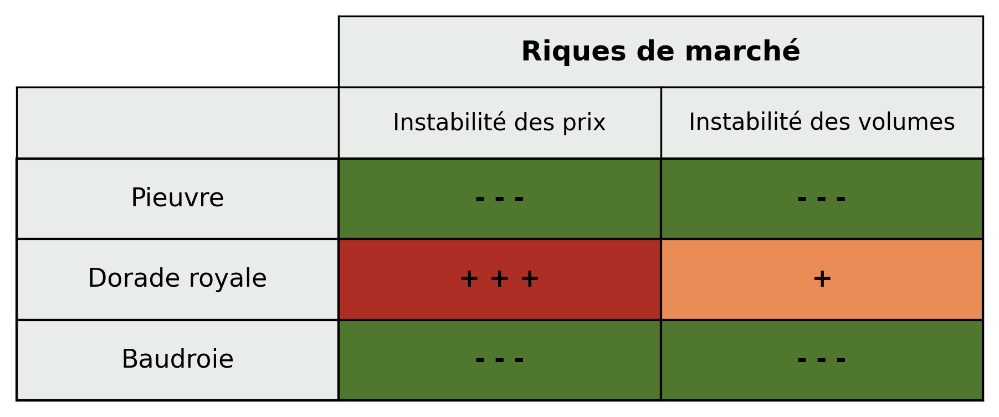 Riques de marché
Instabilité des prix Instabilité des volumes
Pieuvre - - - - - -
Dorade royale + + + +
Baudroie - - - - - -